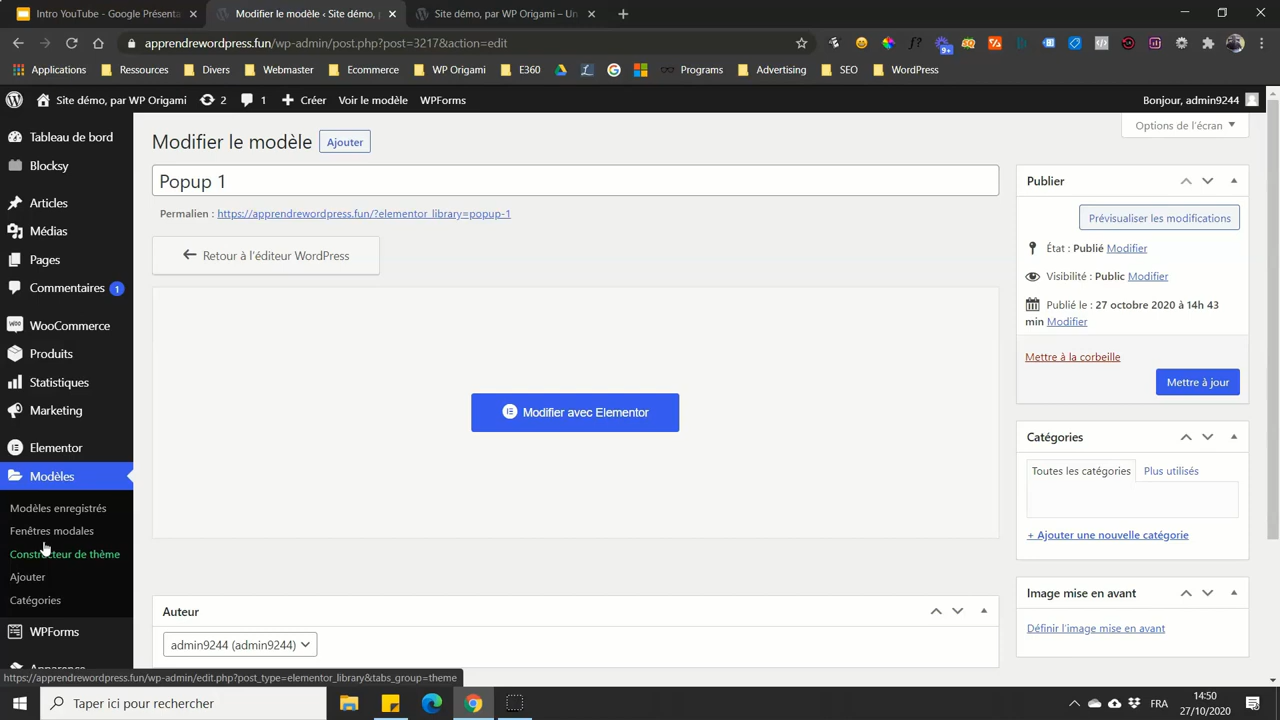 Intro YouTube - Google Présenta
Modifier le modèle ‹ Site démo,
Site démo, par WP Origami – Un
apprendrewordpress.fun/wp-admin/post.php?post=3217&action=edit
9+
Applications
Ressources
Divers
Webmaster
Ecommerce
WP Origami
E360
Programs
Advertising
SEO
WordPress
Site démo, par WP Origami
2
1
Créer
Voir le modèle
WPForms
Bonjour, admin9244
Tableau de bord
Blocksy
Articles
Médias
Pages
Commentaires 1
WooCommerce
Produits
Statistiques
Marketing
Elementor
Modèles
Modèles enregistrés
Fenêtres modales
Constructeur de thème
Ajouter
Catégories
WPForms
Apparence
Options de l’écran
Modifier le modèle
Ajouter
Popup 1
Permalien : https://apprendrewordpress.fun/?elementor_library=popup-1
Retour à l’éditeur WordPress
Modifier avec Elementor
Auteur
admin9244 (admin9244)
Publier
Prévisualiser les modifications
État : Publié Modifier
Visibilité : Public Modifier
Publié le : 27 octobre 2020 à 14h 43
min Modifier
Mettre à la corbeille
Mettre à jour
Catégories
Toutes les catégories
Plus utilisés
+ Ajouter une nouvelle catégorie
Image mise en avant
Définir l’image mise en avant
https://apprendrewordpress.fun/wp-admin/edit.php?post_type=elementor_library&tabs_group=theme
Taper ici pour rechercher
FR
14:50
27/10/2020